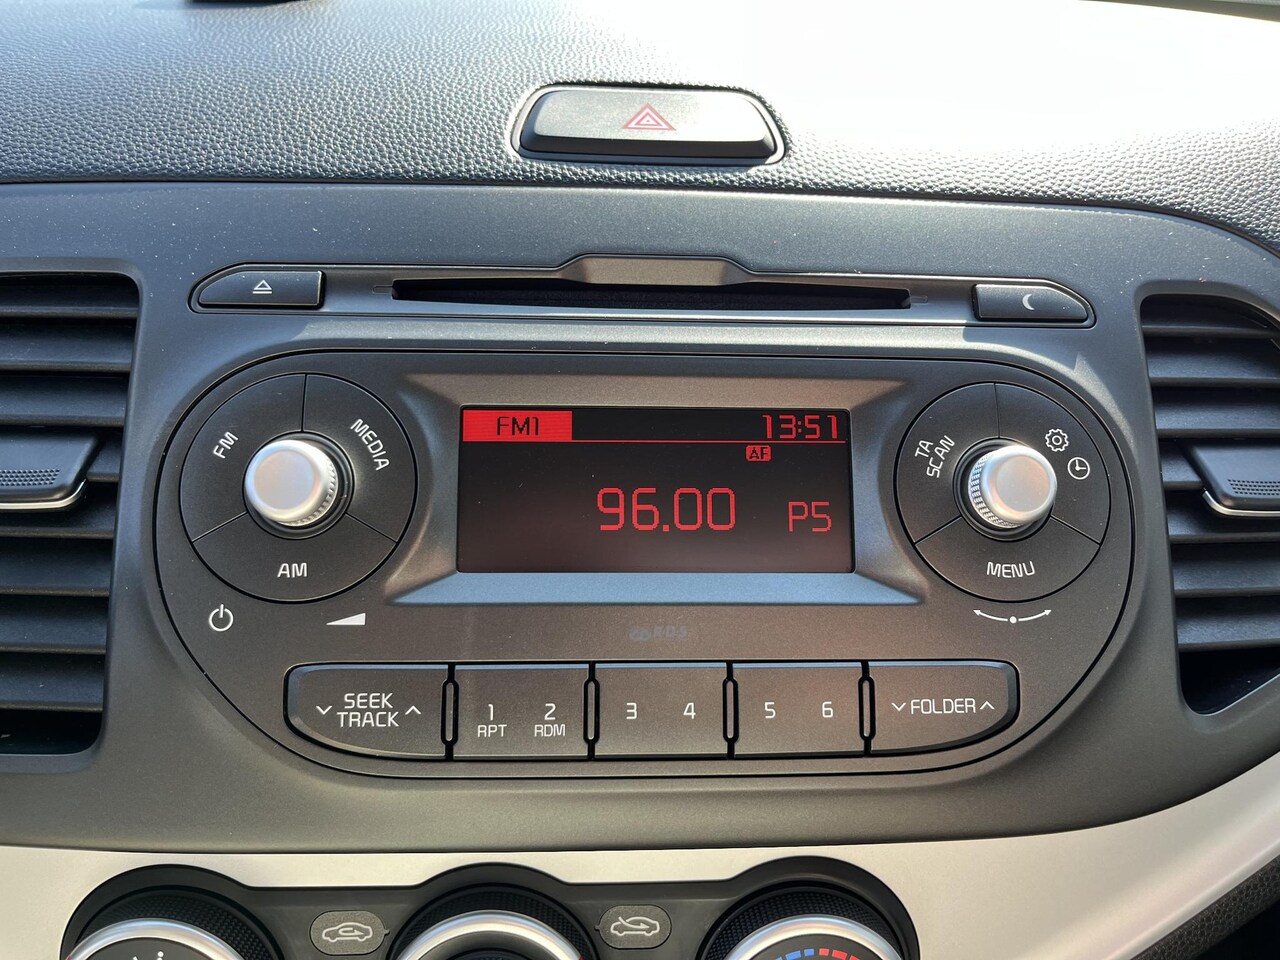 FM1 13:51
AF
96.00 P5
FM
MEDIA
AM
TA
SCAN
MENU
R.D.S
SEEK
TRACK
1 2
RPT RDM
3 4
5 6
FOLDER